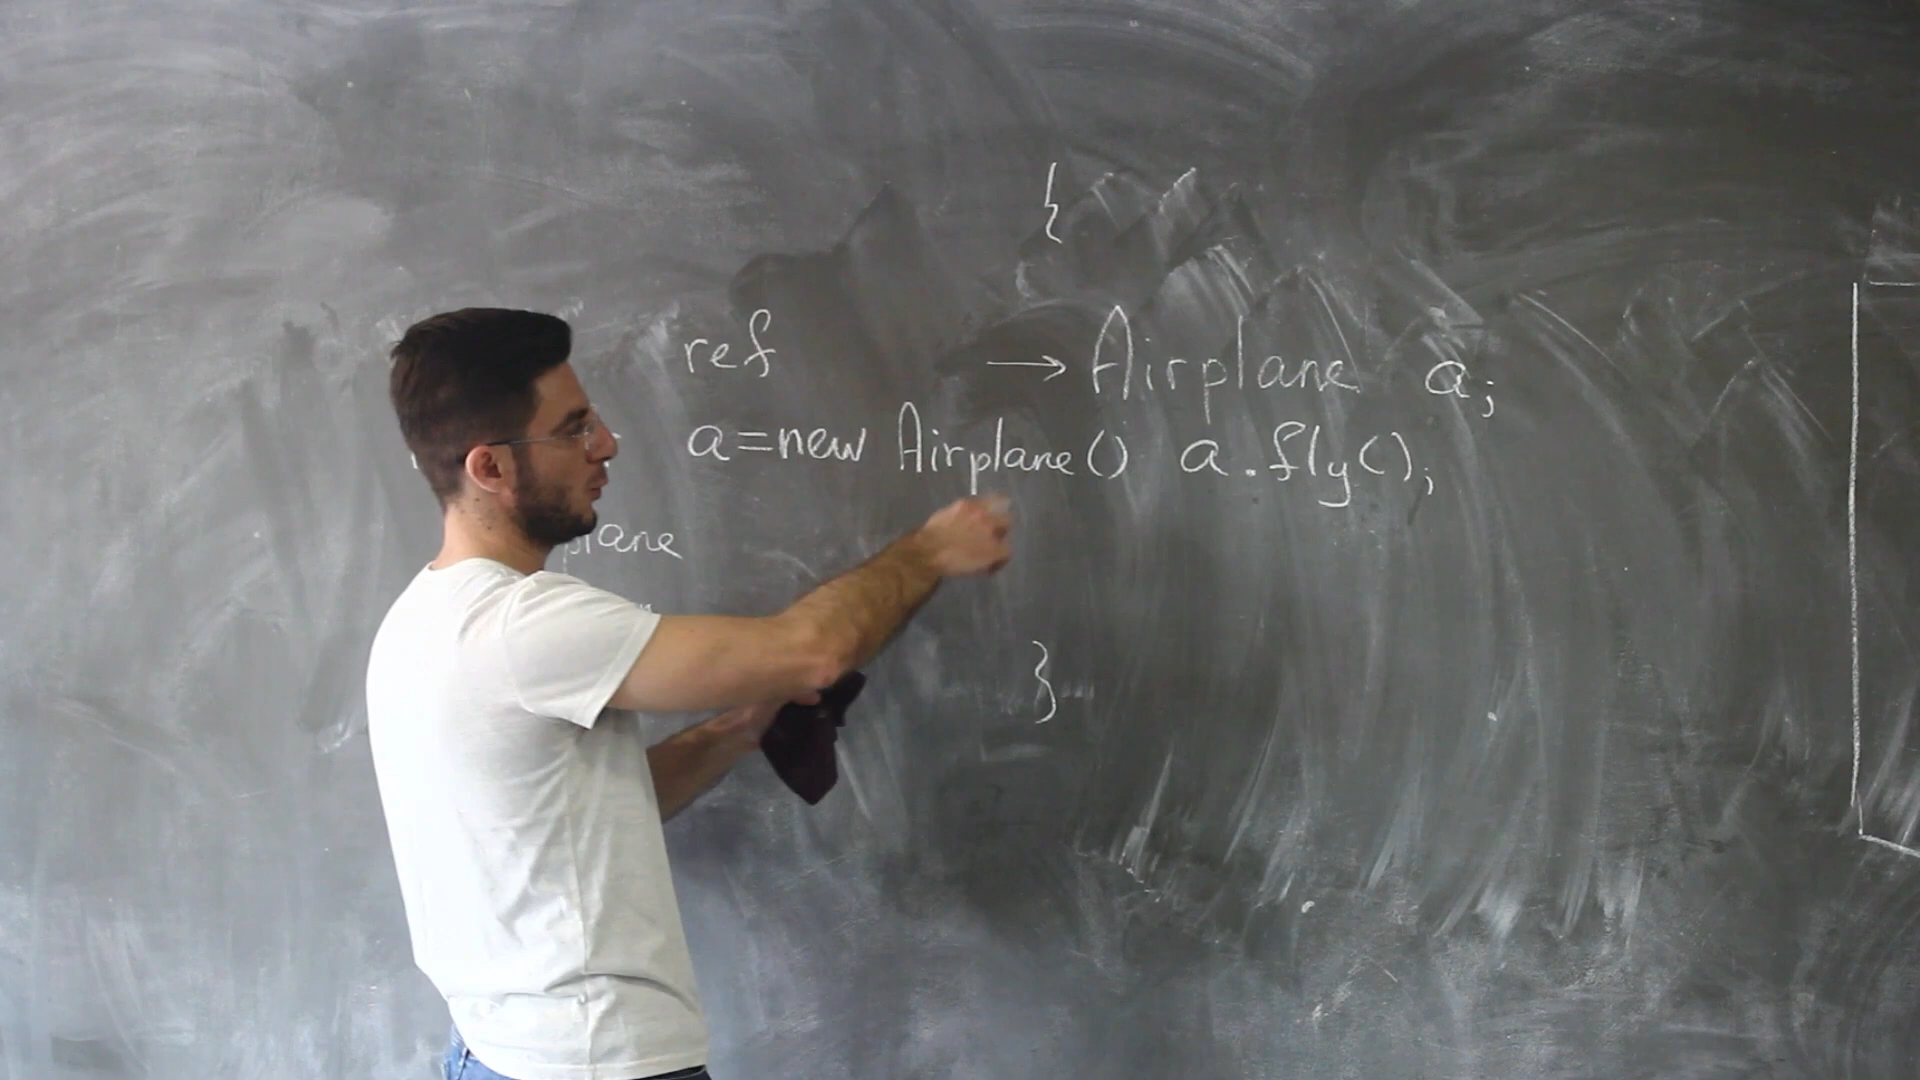 {
ref → Airplane a;
a=new Airplane() a.fly();
plane
}